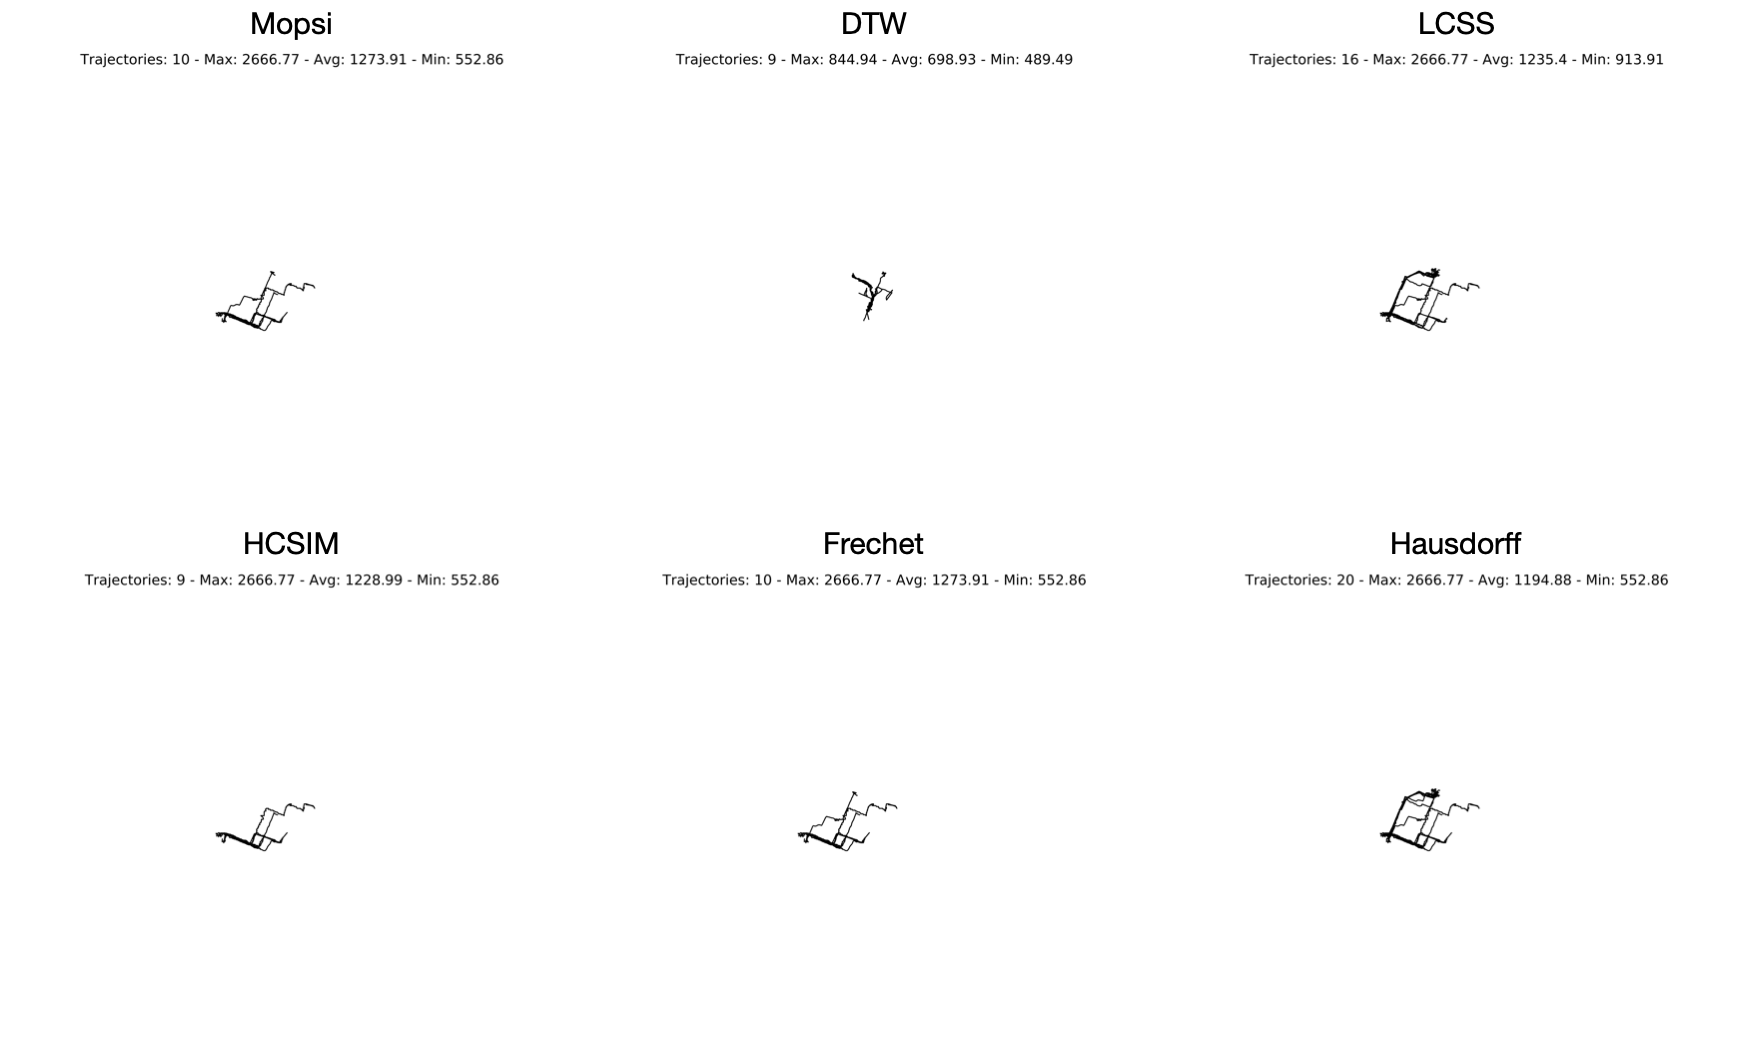 Mopsi
Trajectories: 10 - Max: 2666.77 - Avg: 1273.91 - Min: 552.86
DTW
Trajectories: 9 - Max: 844.94 - Avg: 698.93 - Min: 489.49
LCSS
Trajectories: 16 - Max: 2666.77 - Avg: 1235.4 - Min: 913.91
HCSIM
Trajectories: 9 - Max: 2666.77 - Avg: 1228.99 - Min: 552.86
Frechet
Trajectories: 10 - Max: 2666.77 - Avg: 1273.91 - Min: 552.86
Hausdorff
Trajectories: 20 - Max: 2666.77 - Avg: 1194.88 - Min: 552.86